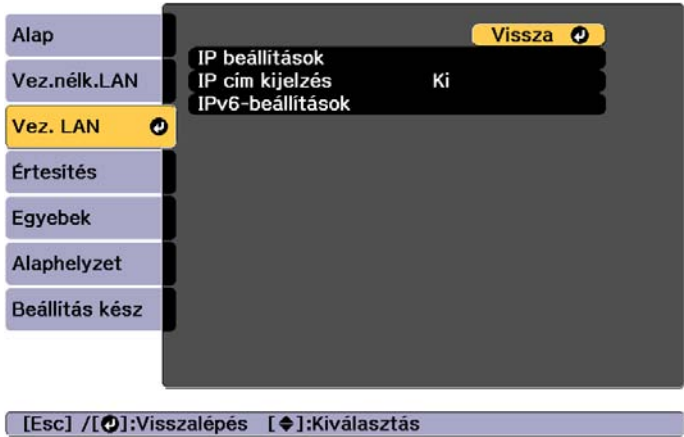 Alap
Vez.nélk.LAN
Vez. LAN
Értesítés
Egyebek
Alaphelyzet
Beállítás kész
Vissza
IP beállítások
IP cím kijelzés Ki
IPv6-beállítások
[Esc] /[⏎]:Visszalépés [◆]:Kiválasztás